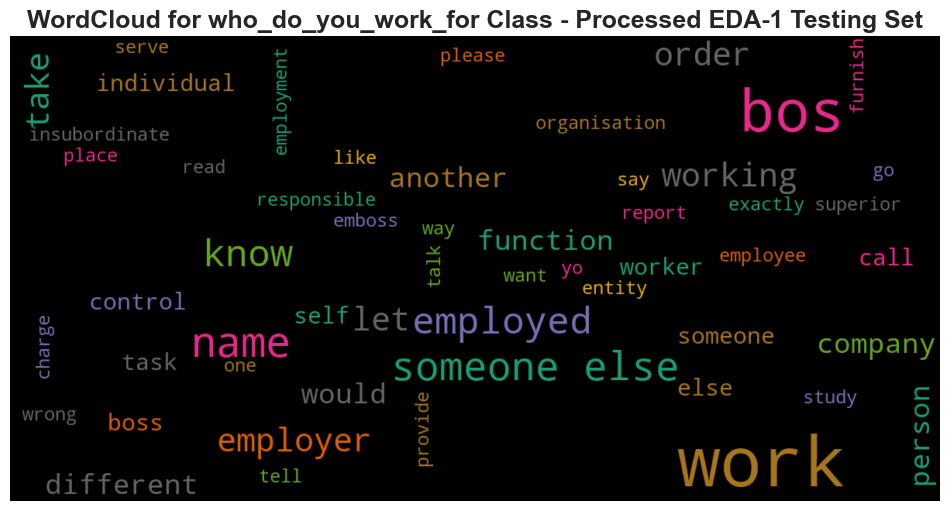 WordCloud for who_do_you_work_for Class - Processed EDA-1 Testing Set
take
serve
individual
employment
please
order
furnish
bos
insubordinate
place
read
like
organisation
another
say
working
go
responsible
emboss
way
report
exactly
superior
know
talk
function
want
yo
entity
worker
employee
call
control
self
let
employed
charge
name
task
one
someone else
someone
company
would
else
study
person
wrong
boss
employer
provide
work
different
tell